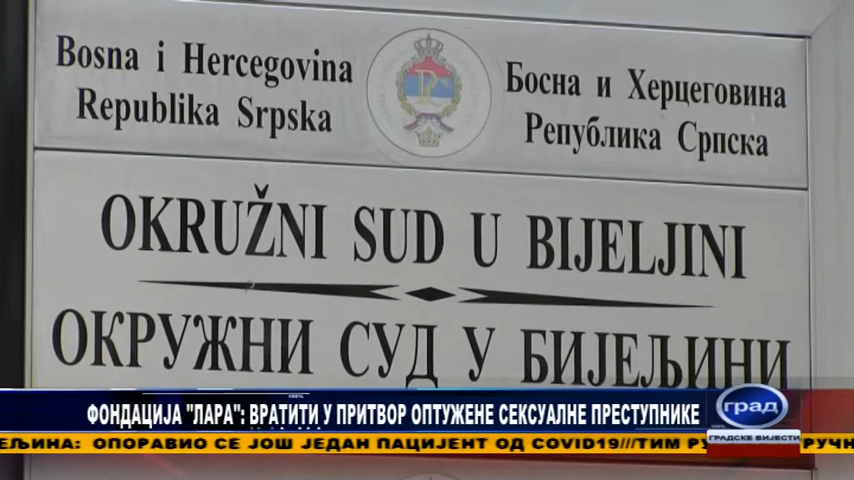 Bosna i Hercegovina
Republika Srpska
Босна и Херцеговина
Република Српска
OKRUŽNI SUD U BIJELJINI
ОКРУЖНИ СУД У БИЈЕЉИНИ
ФОНДАЦИЈА "ЛАРА": ВРАТИТИ У ПРИТВОР ОПТУЖЕНЕ СЕКСУАЛНЕ ПРЕСТУПНИКЕ
град
ГРАДСКЕ ВИЈЕСТИ
ЕЉИНА: ОПОРАВИО СЕ ЈОШ ЈЕДАН ПАЦИЈЕНТ ОД COVID19///ТИМ